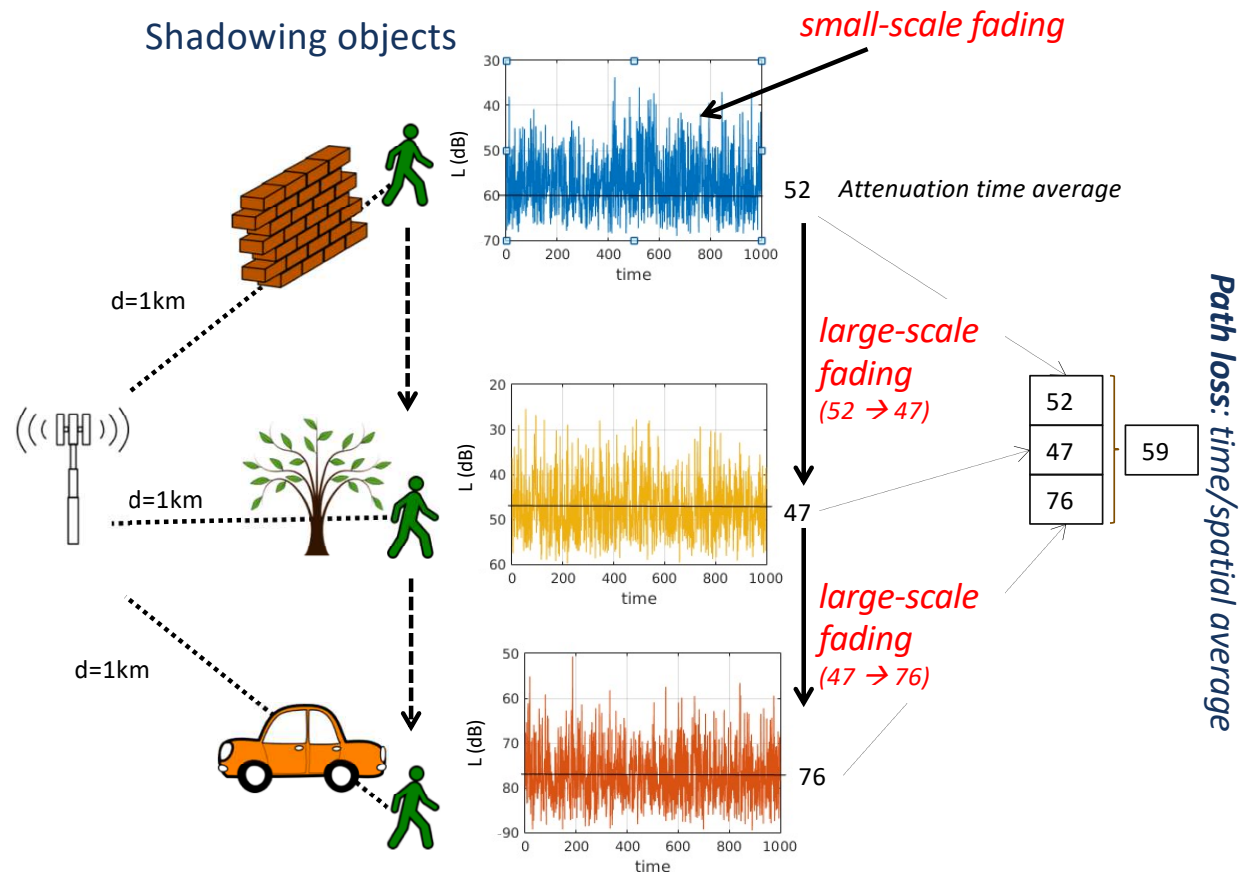 Shadowing objects
small-scale fading
30
40
50
60
70
L (dB)
0 200 400 600 800 1000
time
52 Attenuation time average
d=1km
large-scale
fading
(52 → 47)
20
30
40
50
60
L (dB)
0 200 400 600 800 1000
time
47
d=1km
52
47
76
59
Path loss: time/spatial average
large-scale
fading
(47 → 76)
d=1km
50
60
70
80
-90
L (dB)
0 200 400 600 800 1000
time
76